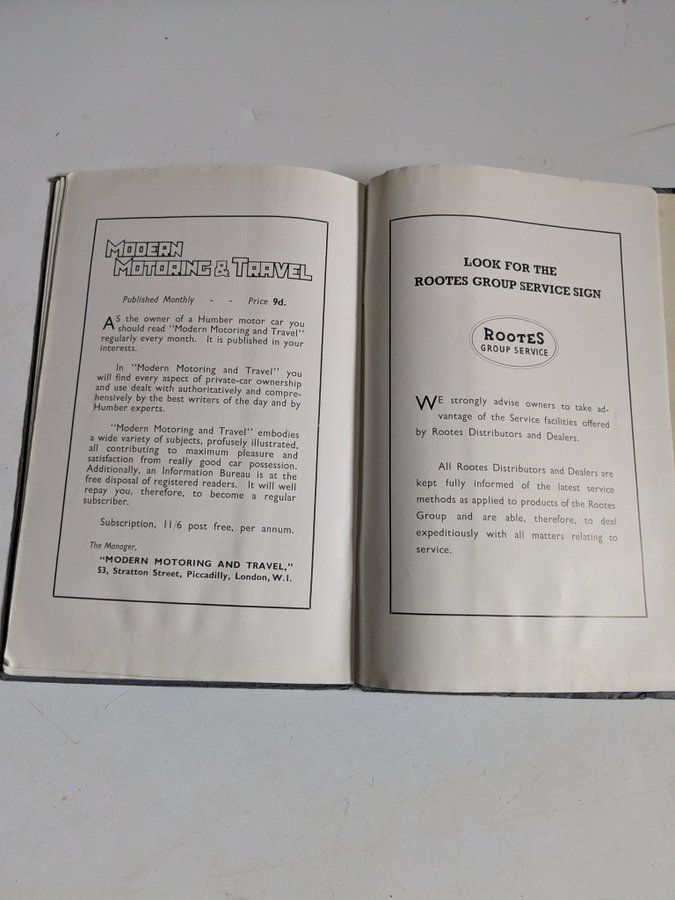 MODERN
MOTORING & TRAVEL
Published Monthly - - Price 9d.
AS the owner of a Humber motor car you
should read "Modern Motoring and Travel"
regularly every month. It is published in your
interests.
In "Modern Motoring and Travel" you
will find every aspect of private-car ownership
and use dealt with authoritatively and compre-
hensively by the best writers of the day and by
Humber experts.
"Modern Motoring and Travel" embodies
a wide variety of subjects, profusely illustrated,
all contributing to maximum pleasure and
satisfaction from really good car possession.
Additionally, an Information Bureau is at the
free disposal of registered readers. It will well
repay you, therefore, to become a regular
subscriber.
Subscription, 11/6 post free, per annum.
The Manager,
"MODERN MOTORING AND TRAVEL,"
53, Stratton Street, Piccadilly, London, W.1.
LOOK FOR THE
ROOTES GROUP SERVICE SIGN
ROOTES
GROUP SERVICE
WE strongly advise owners to take ad-
vantage of the Service facilities offered
by Rootes Distributors and Dealers.
All Rootes Distributors and Dealers are
kept fully informed of the latest service
methods as applied to products of the Rootes
Group and are able, therefore, to deal
expeditiously with all matters relating to
service.